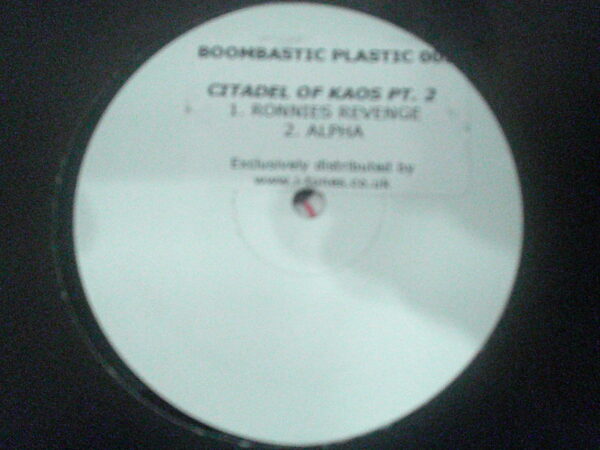 BOOMBASTIC PLASTIC
CITADEL OF KAOS PT. 2
1. RONNIES REVENGE
2. ALPHA
Exclusively distributed by